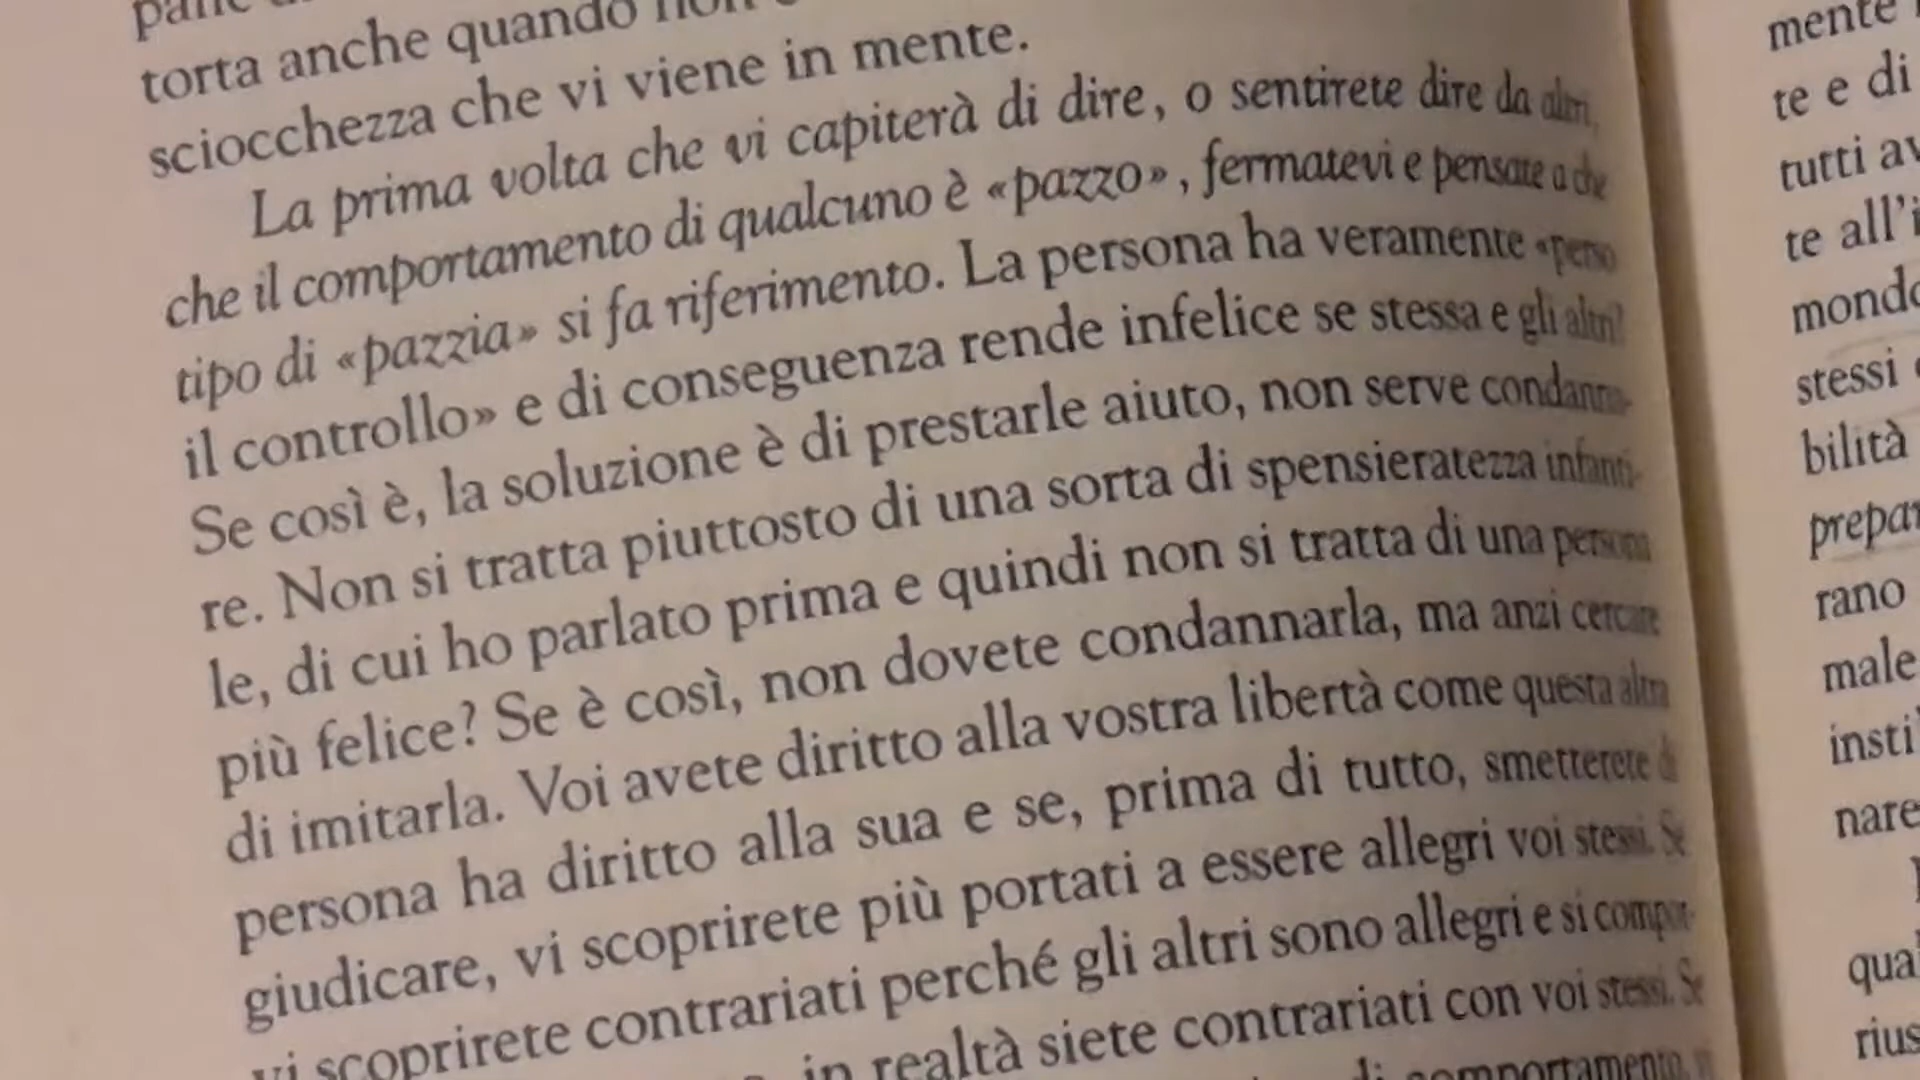 torta anche quando non
sciocchezza che vi viene in mente.
La prima volta che vi capiterà di dire, o sentirete dire da altri,
che il comportamento di qualcuno è «pazzo», fermatevi e pensate a che
tipo di «pazzia» si fa riferimento. La persona ha veramente «perso
il controllo» e di conseguenza rende infelice se stessa e gli altri?
Se così è, la soluzione è di prestarle aiuto, non serve condanna-
re. Non si tratta piuttosto di una sorta di spensieratezza infanti-
le, di cui ho parlato prima e quindi non si tratta di una persona
più felice? Se è così, non dovete condannarla, ma anzi cercare
di imitarla. Voi avete diritto alla vostra libertà come questa altra
persona ha diritto alla sua e se, prima di tutto, smetterete di
giudicare, vi scoprirete più portati a essere allegri voi stessi. Se
vi scoprirete contrariati perché gli altri sono allegri e si compor-
in realtà siete contrariati con voi stessi. Se
di comportamento,
mente
te e di
tutti av
te all'i
mondo
stessi
bilità
prepar
rano
male
insti
nare
qua
rius